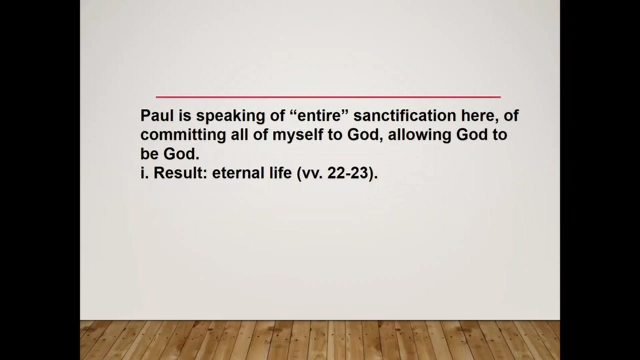 Paul is speaking of “entire” sanctification here, of
committing all of myself to God, allowing God to
be God.
i. Result: eternal life (vv. 22-23).